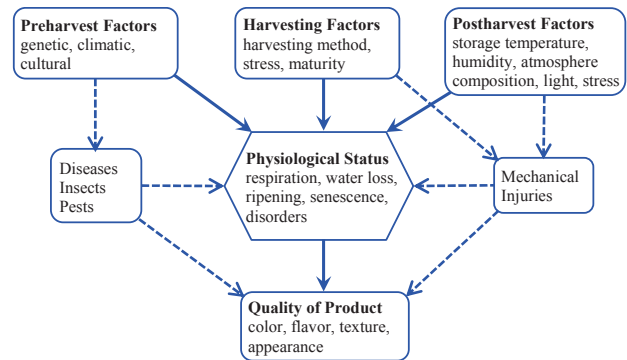 Preharvest Factors
genetic, climatic,
cultural
Harvesting Factors
harvesting method,
stress, maturity
Postharvest Factors
storage temperature,
humidity, atmosphere
composition, light, stress
Diseases
Insects
Pests
Physiological Status
respiration, water loss,
ripening, senescence,
disorders
Mechanical
Injuries
Quality of Product
color, flavor, texture,
appearance